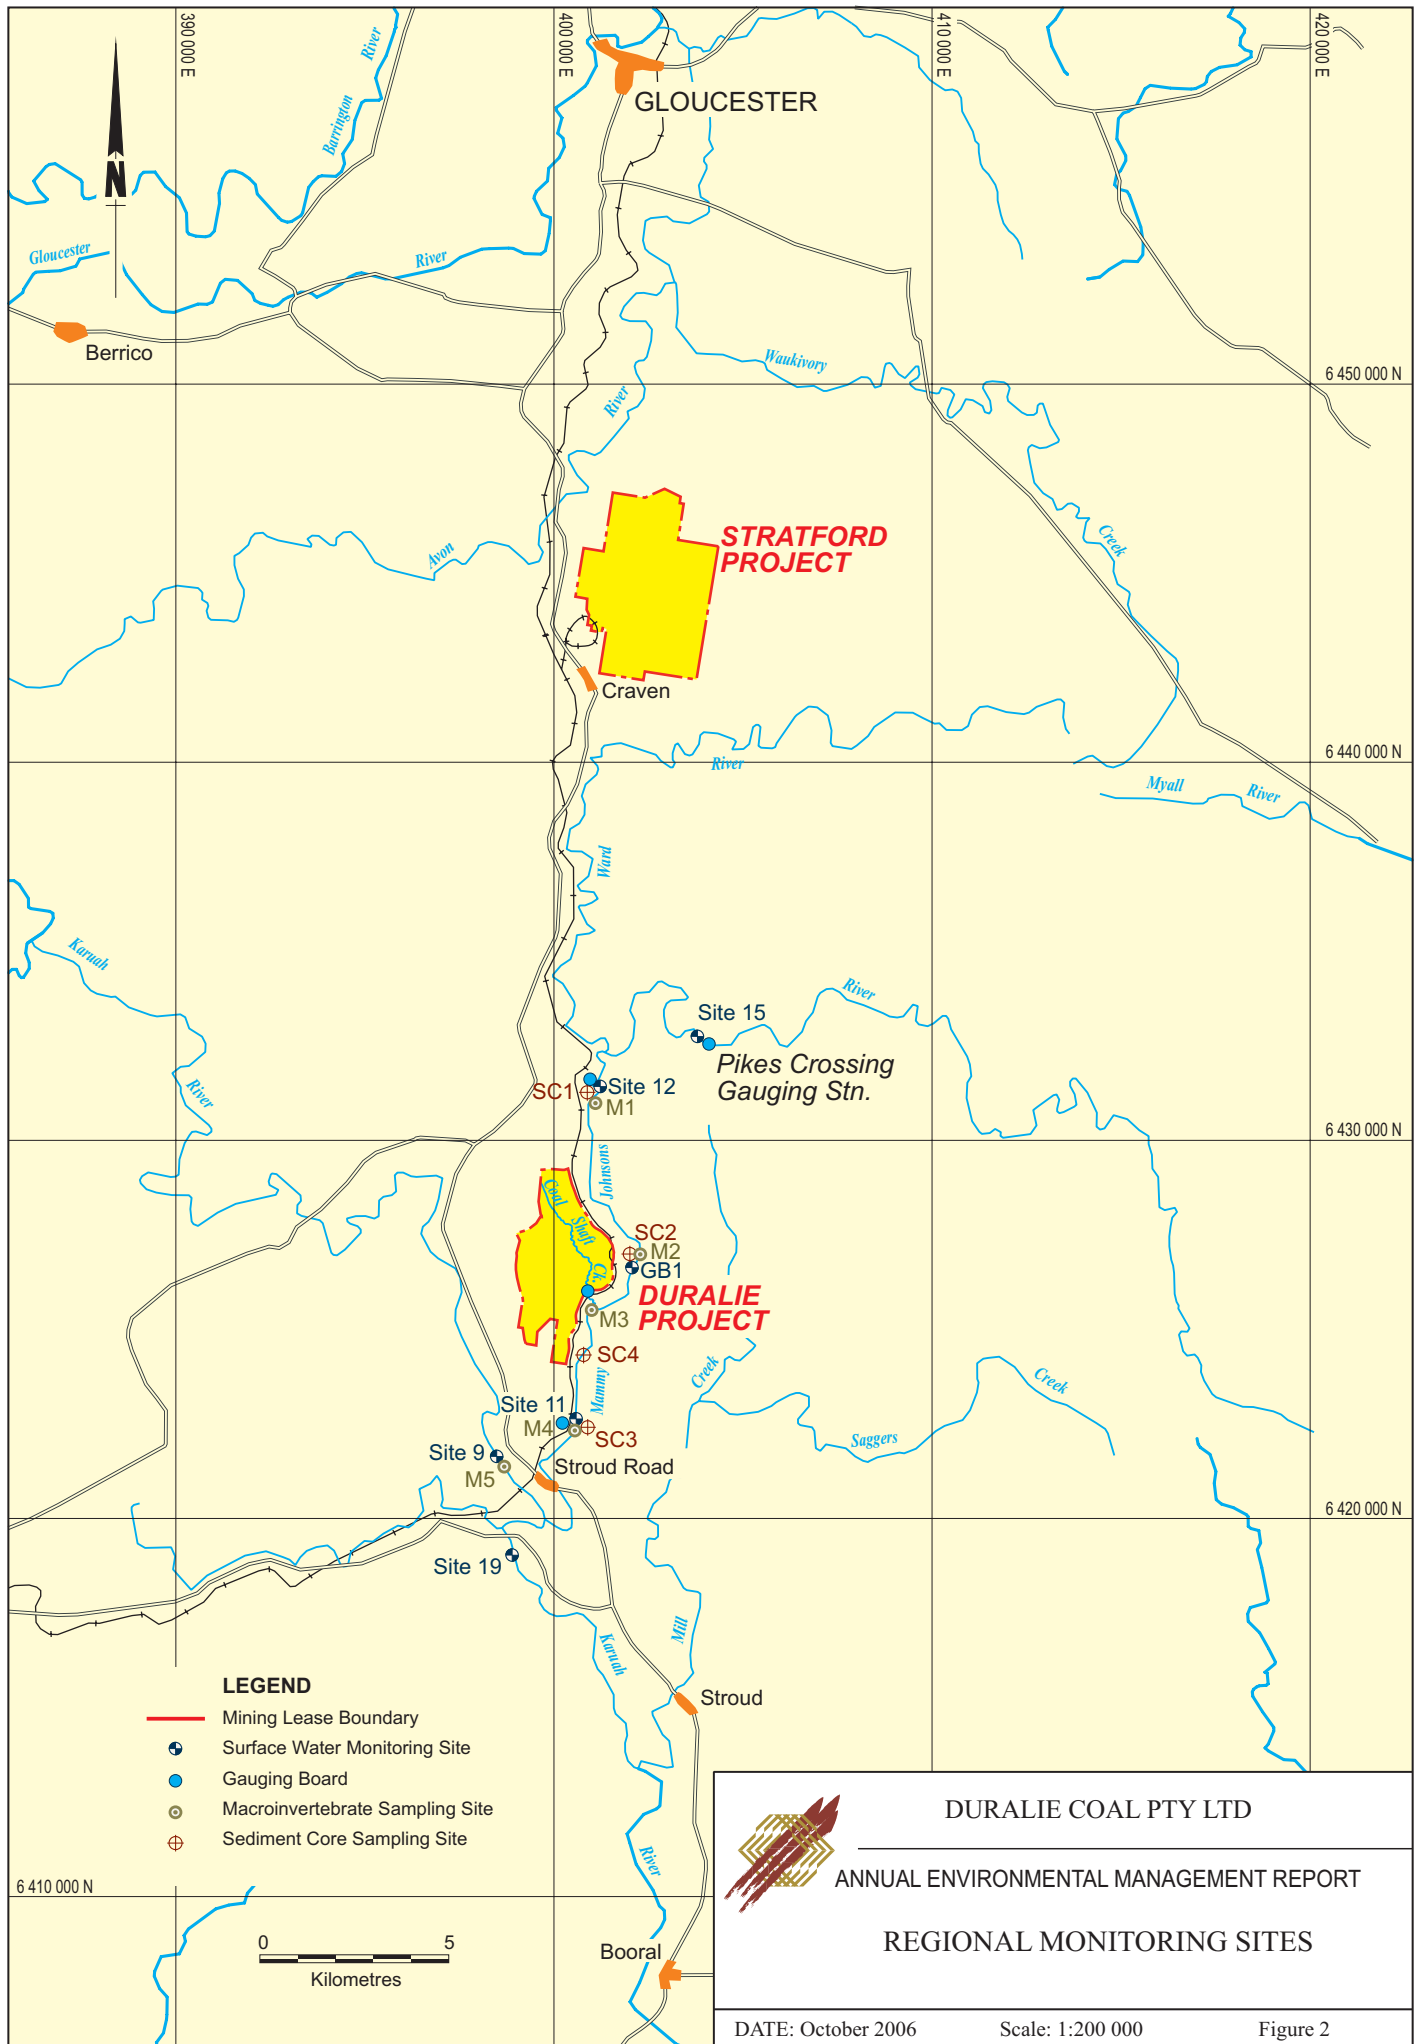 390 000 E
400 000 E
410 000 E
420 000 E
River
Barrington
GLOUCESTER
N
Gloucester
River
Berrico
Waukivory
6 450 000 N
River
STRATFORD
PROJECT
Creek
Avon
Craven
River
6 440 000 N
Myall
River
Ward
Karuah
River
Site 15
Pikes Crossing
Gauging Stn.
SC1
Site 12
M1
River
6 430 000 N
Johnsons
Coal
Shaft
Ck.
SC2
M2
GB1
DURALIE
PROJECT
M3
SC4
Mammy
Creek
Creek
Site 11
M4
SC3
Saggers
Site 9
M5
Stroud Road
6 420 000 N
Site 19
Karuah
Mill
Stroud
LEGEND
Mining Lease Boundary
Surface Water Monitoring Site
Gauging Board
Macroinvertebrate Sampling Site
Sediment Core Sampling Site
River
6 410 000 N
0 5
Kilometres
Booral
DURALIE COAL PTY LTD
ANNUAL ENVIRONMENTAL MANAGEMENT REPORT
REGIONAL MONITORING SITES
DATE: October 2006 Scale: 1:200 000 Figure 2